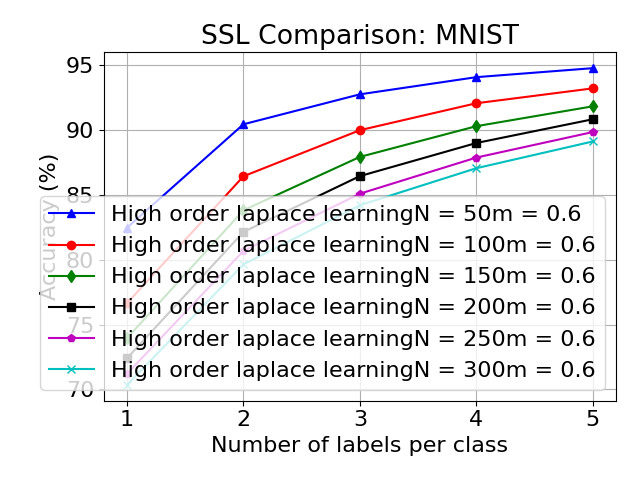 SSL Comparison: MNIST
Accuracy (%)
95
90
85
80
75
70
High order laplace learningN = 50m = 0.6
High order laplace learningN = 100m = 0.6
High order laplace learningN = 150m = 0.6
High order laplace learningN = 200m = 0.6
High order laplace learningN = 250m = 0.6
High order laplace learningN = 300m = 0.6
1 2 3 4 5
Number of labels per class